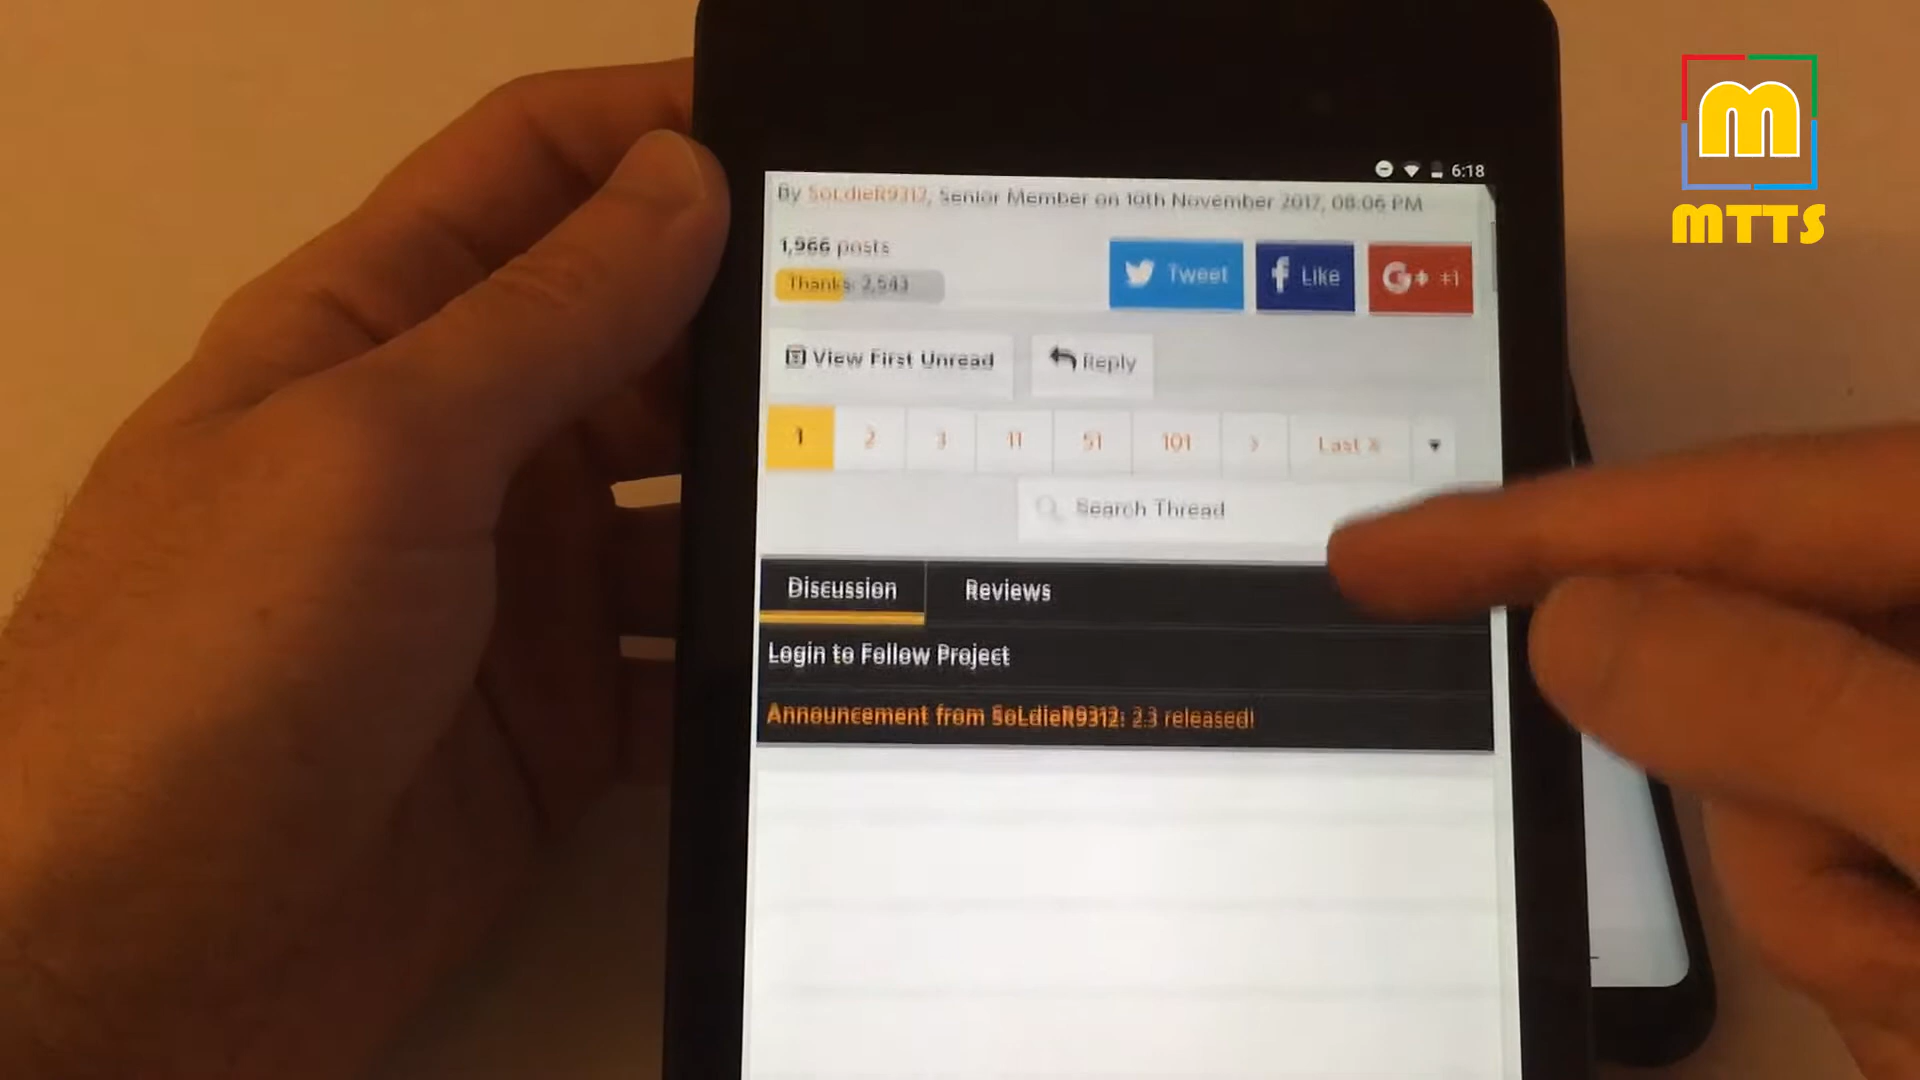 6:18
By SoLdieR9312, Senior Member on 10th November 2017, 08:06 PM
1,966 posts
Thanks: 2,543
Tweet
Like
G+ +1
View First Unread
Reply
1 2 3 11 51 101 > Last »
Search Thread
Discussion Reviews
Login to Follow Project
Announcement from SoLdieR9312: 2.3 released!
M
MTTS